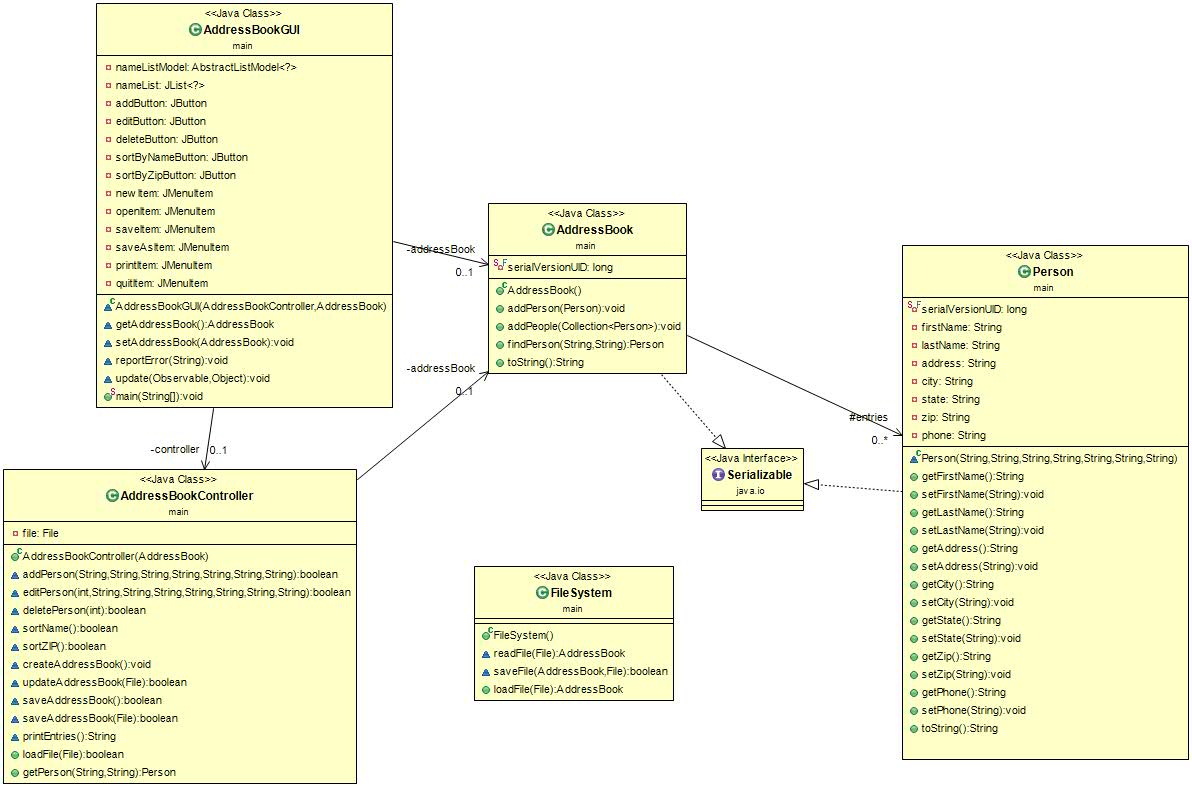 <<Java Class>>
AddressBookGUI
main
nameListModel: AbstractListModel<?>
nameList: JList<?>
addButton: JButton
editButton: JButton
deleteButton: JButton
sortByNameButton: JButton
sortByZipButton: JButton
newItem: JMenuItem
openItem: JMenuItem
saveItem: JMenuItem
saveAsItem: JMenuItem
printItem: JMenuItem
quitItem: JMenuItem
AddressBookGUI(AddressBookController,AddressBook)
getAddressBook():AddressBook
setAddressBook(AddressBook):void
reportError(String):void
update(Observable,Object):void
main(String[]):void
-addressBook
0..1
-controller
0..1
-addressBook
0..1
<<Java Class>>
AddressBook
main
serialVersionUID: long
AddressBook()
addPerson(Person):void
addPeople(Collection<Person>):void
findPerson(String,String):Person
toString():String
#entries
0..*
<<Java Class>>
Person
main
serialVersionUID: long
firstName: String
lastName: String
address: String
city: String
state: String
zip: String
phone: String
Person(String,String,String,String,String,String,String)
getFirstName():String
setFirstName(String):void
getLastName():String
setLastName(String):void
getAddress():String
setAddress(String):void
getCity():String
setCity(String):void
getState():String
setState(String):void
getZip():String
setZip(String):void
getPhone():String
setPhone(String):void
toString():String
<<Java Interface>>
Serializable
java.io
<<Java Class>>
AddressBookController
main
file: File
AddressBookController(AddressBook)
addPerson(String,String,String,String,String,String,String):boolean
editPerson(int,String,String,String,String,String,String,String):boolean
deletePerson(int):boolean
sortName():boolean
sortZIP():boolean
createAddressBook():void
updateAddressBook(File):boolean
saveAddressBook():boolean
saveAddressBook(File):boolean
printEntries():String
loadFile(File):boolean
getPerson(String,String):Person
<<Java Class>>
FileSystem
main
FileSystem()
readFile(File):AddressBook
saveFile(AddressBook,File):boolean
loadFile(File):AddressBook